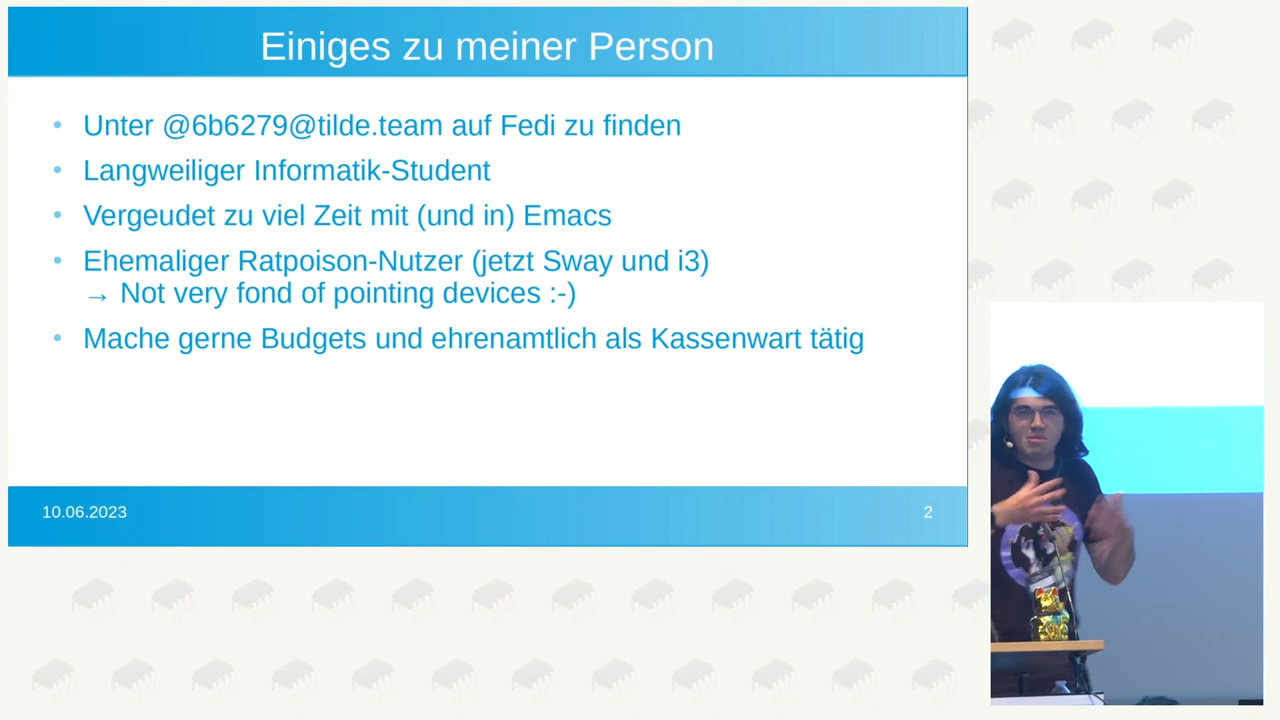 Einiges zu meiner Person
• Unter @6b6279@tilde.team auf Fedi zu finden
• Langweiliger Informatik-Student
• Vergeudet zu viel Zeit mit (und in) Emacs
• Ehemaliger Ratpoison-Nutzer (jetzt Sway und i3)
→ Not very fond of pointing devices :-)
• Mache gerne Budgets und ehrenamtlich als Kassenwart tätig
10.06.2023
2